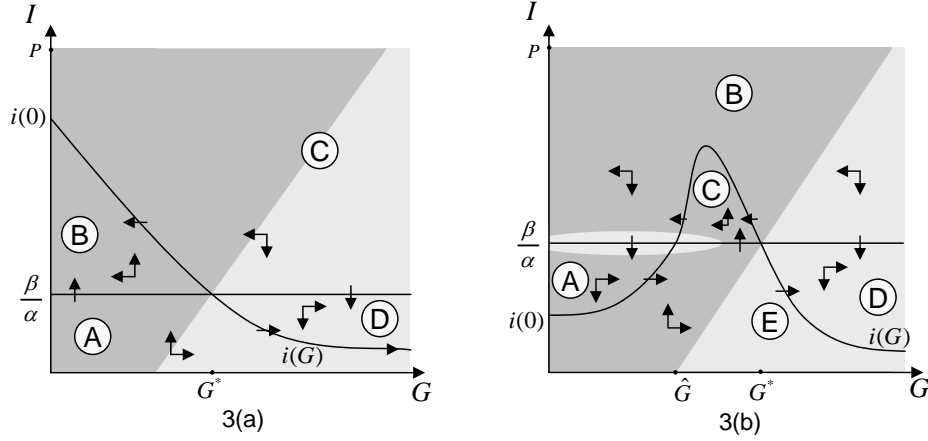 I
P
i(0)
C
B
β
α
A
D
i(G)
G*
G
3(a)
I
P
B
C
β
α
A
D
i(0)
E
i(G)
Ĝ
G*
G
3(b)